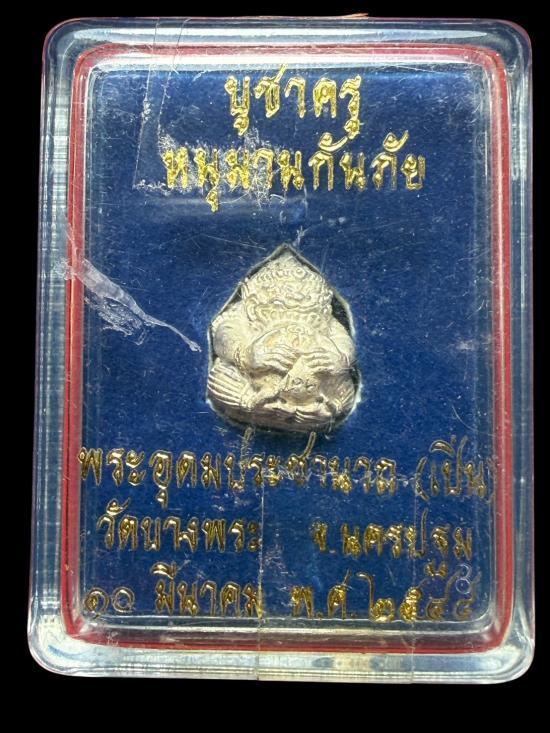 บูชาครู
หนุมานกันภัย
พระอุดมประชานาถ (เปิ่น)
วัดบางพระ จ.นครปฐม
๑๐ มีนาคม พ.ศ.๒๕๔๔